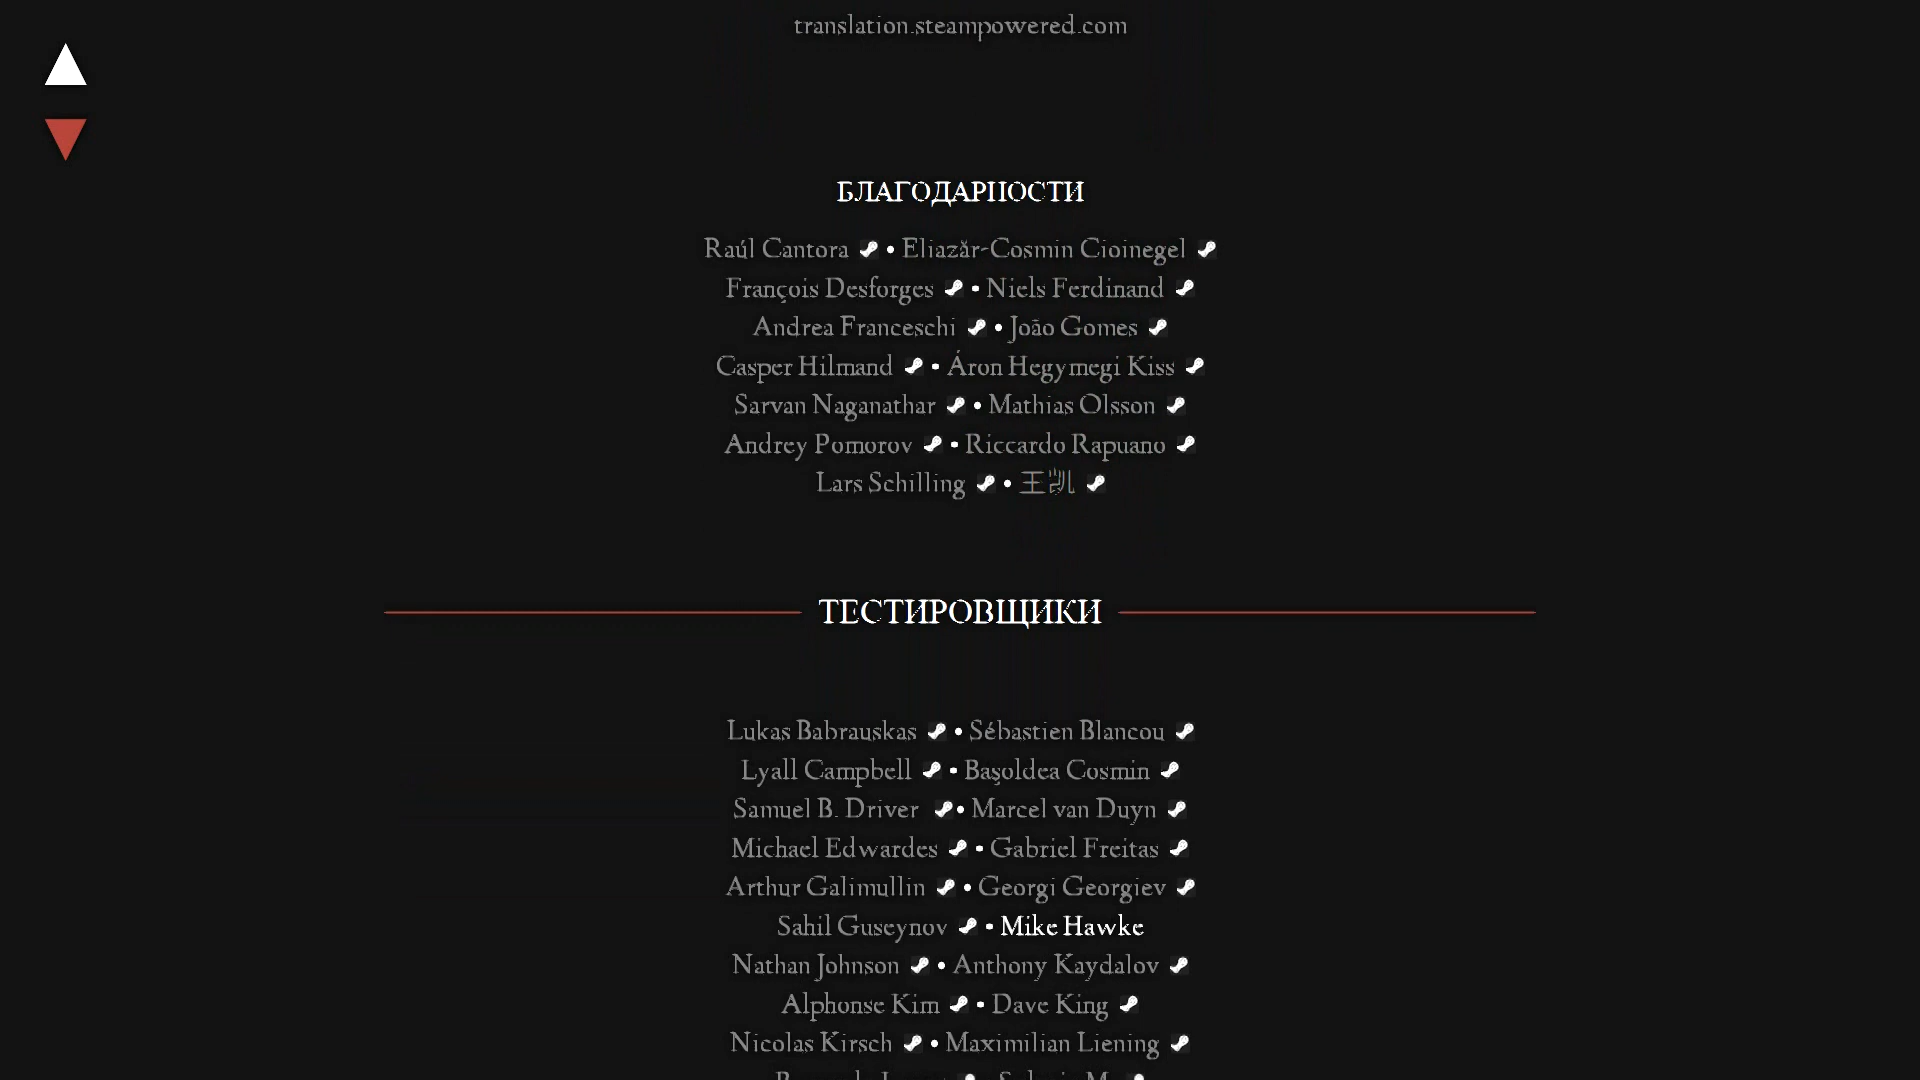 translation.steampowered.com
БЛАГОДАРНОСТИ
Raúl Cantora • Eliazăr-Cosmin Cioinegel
François Desforges • Niels Ferdinand
Andrea Franceschi • João Gomes
Casper Hilmand • Áron Hegymegi Kiss
Sarvan Naganathar • Mathias Olsson
Andrey Pomorov • Riccardo Rapuano
Lars Schilling • 王凯
ТЕСТИРОВЩИКИ
Lukas Babrauskas • Sébastien Blancou
Lyall Campbell • Başoldea Cosmin
Samuel B. Driver • Marcel van Duyn
Michael Edwardes • Gabriel Freitas
Arthur Galimullin • Georgi Georgiev
Sahil Guseynov • Mike Hawke
Nathan Johnson • Anthony Kaydalov
Alphonse Kim • Dave King
Nicolas Kirsch • Maximilian Liening